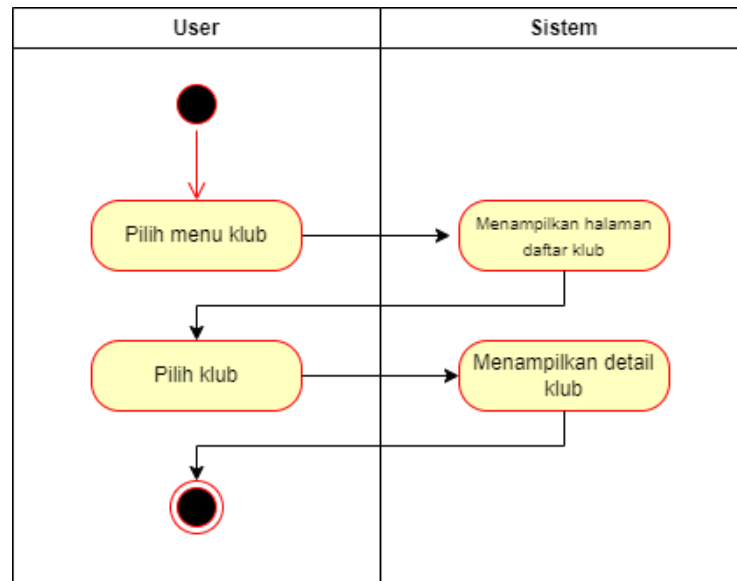 User
Sistem
Pilih menu klub
Menampilkan halaman
daftar klub
Pilih klub
Menampilkan detail
klub